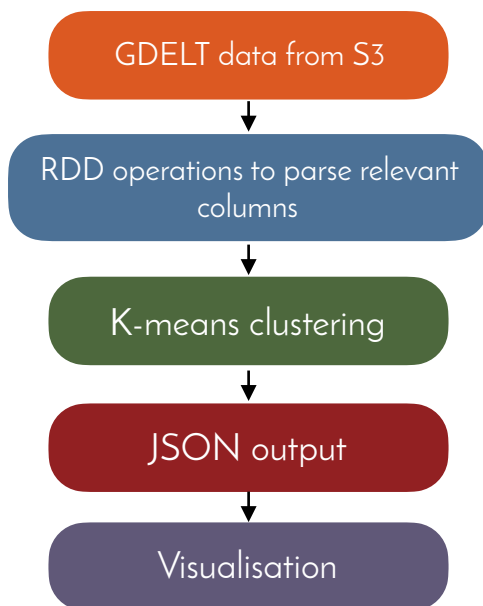 GDELT data from S3
RDD operations to parse relevant
columns
K-means clustering
JSON output
Visualisation